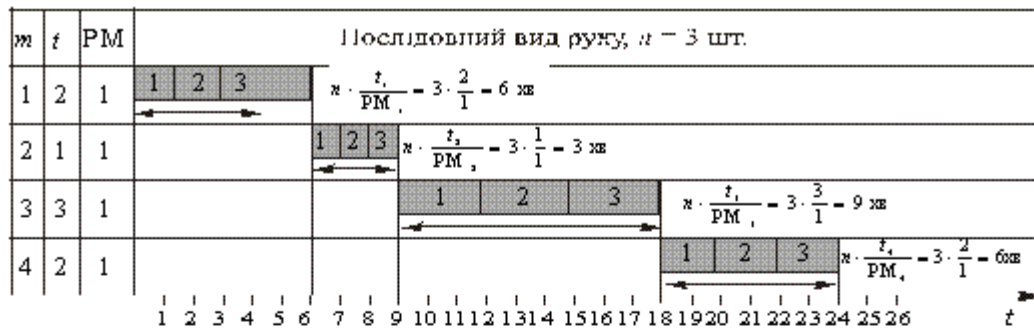 m t РМ Послідовний вид руху, n = 3 шт.
1 2 1 1 2 3 n · t₁/РМ₁ = 3 · 2/1 = 6 хв
2 1 1 1 2 3 n · t₂/РМ₂ = 3 · 1/1 = 3 хв
3 3 1 1 2 3 n · t₁/РМ₁ = 3 · 3/1 = 9 хв
4 2 1 1 2 3 n · t₄/РМ₄ = 3 · 2/1 = 6хв
1 2 3 4 5 6 7 8 9 10 11 12 13 14 15 16 17 18 19 20 21 22 23 24 25 26 t